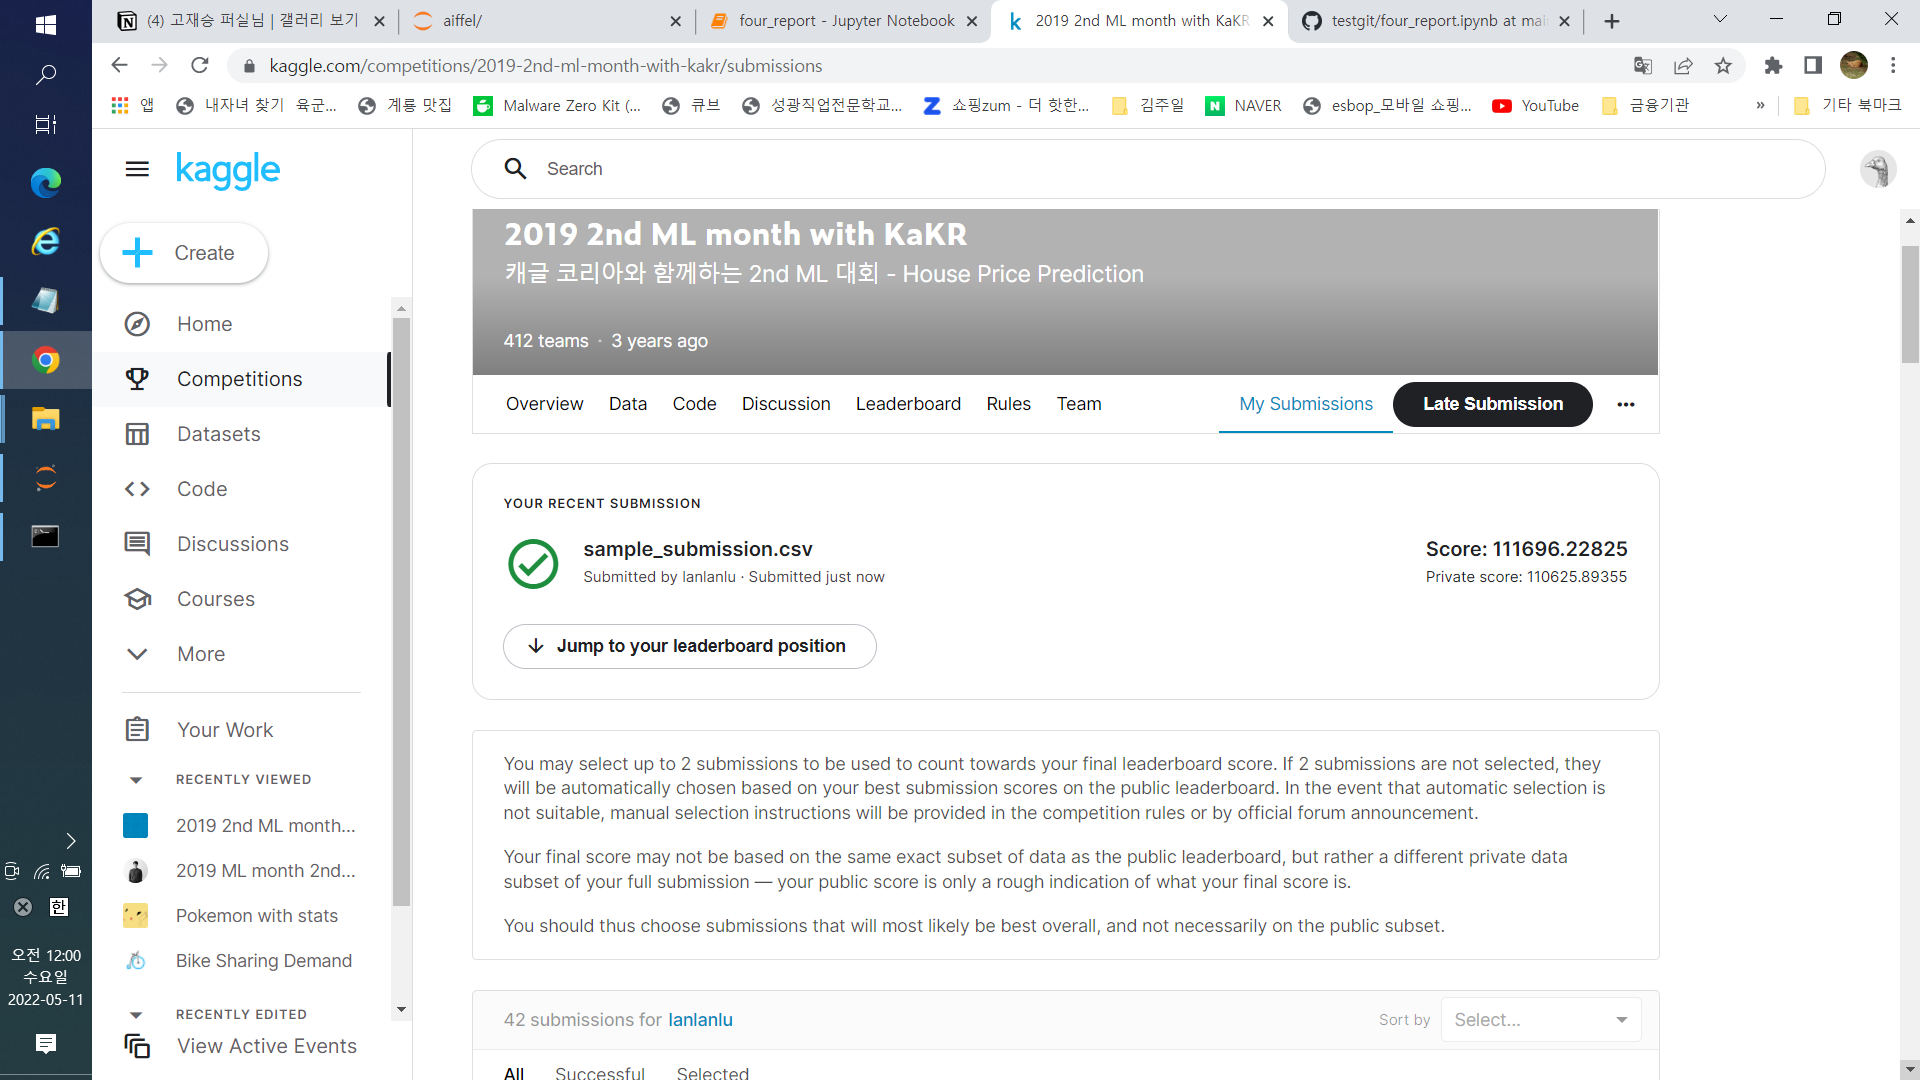 (4) 고재승 퍼실님 | 갤러리 보기
aiffel/
four_report - Jupyter Notebook
2019 2nd ML month with KaKR
testgit/four_report.ipynb at mai
kaggle.com/competitions/2019-2nd-ml-month-with-kakr/submissions
앱
내자녀 찾기 육군...
계룡 맛집
Malware Zero Kit (...
큐브
성광직업전문학교...
쇼핑zum - 더 핫한...
김주일
NAVER
esbop_모바일 쇼핑...
YouTube
금융기관
»
기타 북마크
kaggle
Search
Create
Home
Competitions
Datasets
Code
Discussions
Courses
More
Your Work
RECENTLY VIEWED
2019 2nd ML month...
2019 ML month 2nd...
Pokemon with stats
Bike Sharing Demand
RECENTLY EDITED
View Active Events
2019 2nd ML month with KaKR
캐글 코리아와 함께하는 2nd ML 대회 - House Price Prediction
412 teams · 3 years ago
Overview
Data
Code
Discussion
Leaderboard
Rules
Team
My Submissions
Late Submission
YOUR RECENT SUBMISSION
sample_submission.csv
Submitted by lanlanlu · Submitted just now
Score: 111696.22825
Private score: 110625.89355
Jump to your leaderboard position
You may select up to 2 submissions to be used to count towards your final leaderboard score. If 2 submissions are not selected, they
will be automatically chosen based on your best submission scores on the public leaderboard. In the event that automatic selection is
not suitable, manual selection instructions will be provided in the competition rules or by official forum announcement.
Your final score may not be based on the same exact subset of data as the public leaderboard, but rather a different private data
subset of your full submission — your public score is only a rough indication of what your final score is.
You should thus choose submissions that will most likely be best overall, and not necessarily on the public subset.
42 submissions for lanlanlu
Sort by
Select...
All
Successful
Selected
한
오전 12:00
수요일
2022-05-11